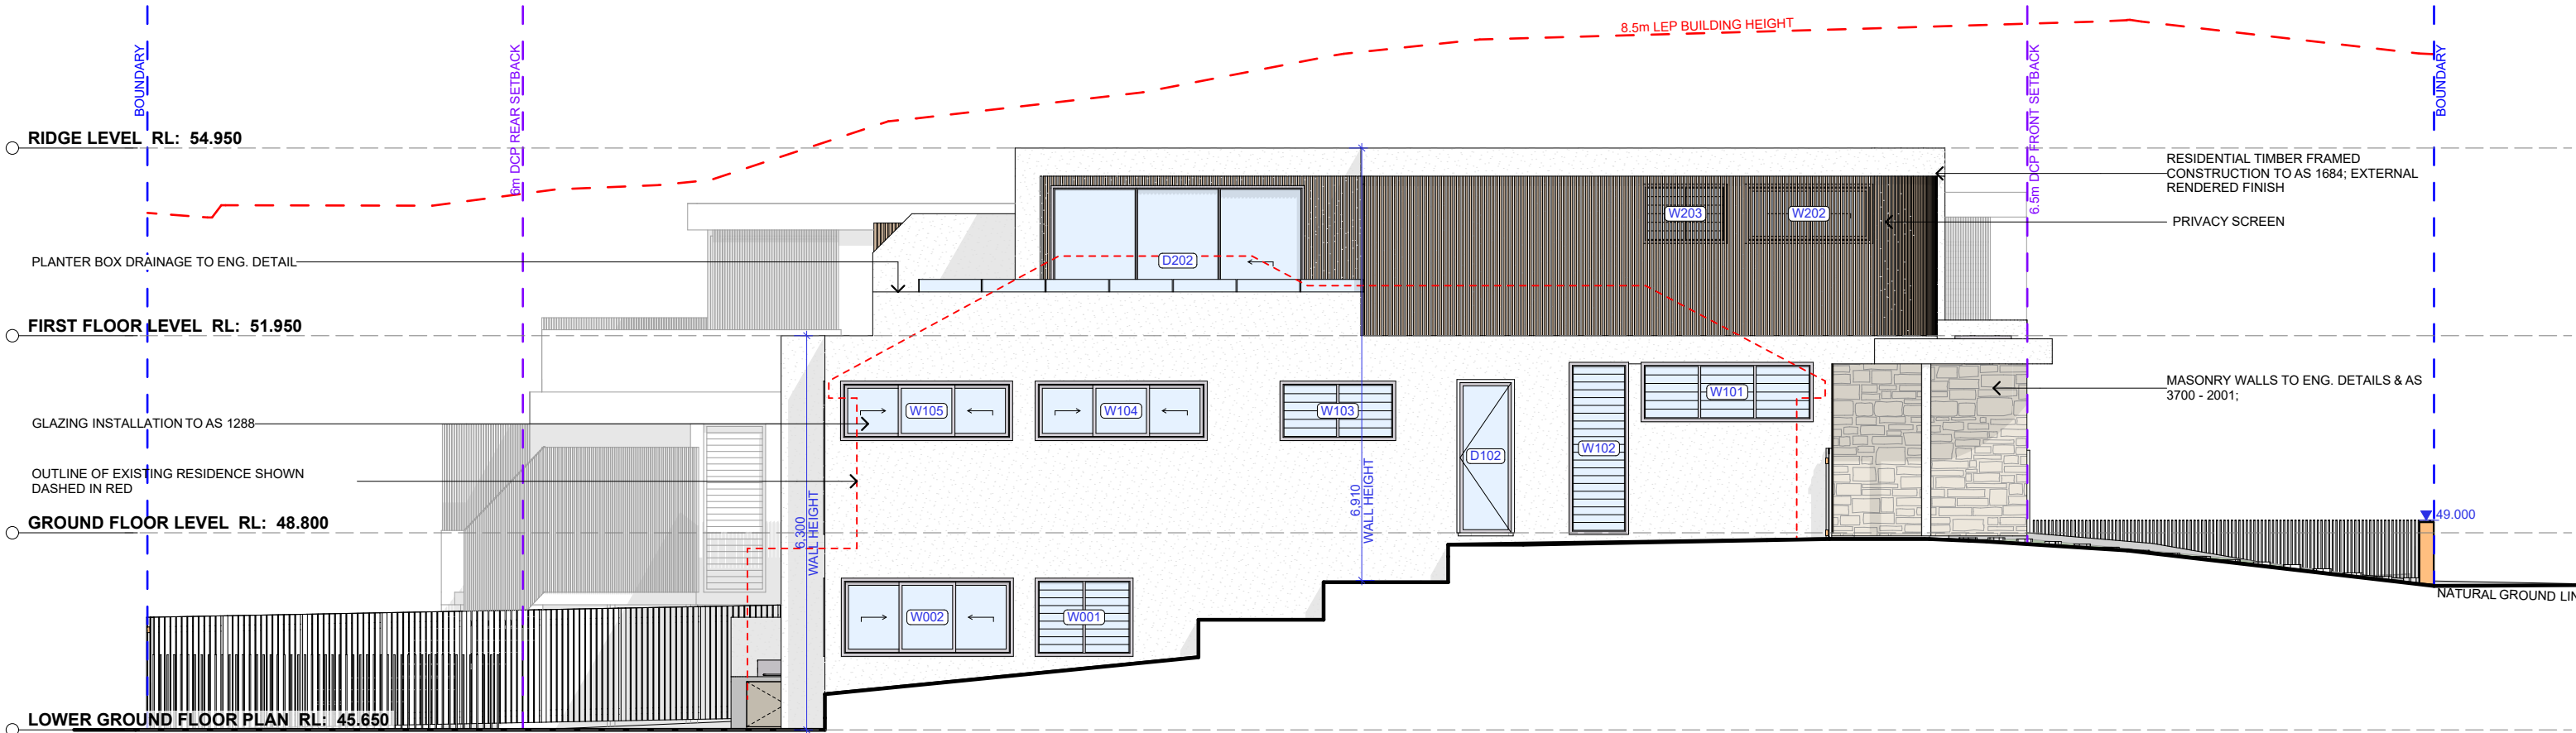 8.5m LEP BUILDING HEIGHT
BOUNDARY
6m DCP REAR SETBACK
6.5m DCP FRONT SETBACK
BOUNDARY
RIDGE LEVEL RL: 54.950
RESIDENTIAL TIMBER FRAMED
CONSTRUCTION TO AS 1684; EXTERNAL
RENDERED FINISH
W203
W202
PRIVACY SCREEN
PLANTER BOX DRAINAGE TO ENG. DETAIL
D202
FIRST FLOOR LEVEL RL: 51.950
MASONRY WALLS TO ENG. DETAILS & AS
3700 - 2001;
W105
W104
W103
W101
GLAZING INSTALLATION TO AS 1288
W102
D102
OUTLINE OF EXISTING RESIDENCE SHOWN
DASHED IN RED
6,300
WALL HEIGHT
6,910
WALL HEIGHT
GROUND FLOOR LEVEL RL: 48.800
49.000
NATURAL GROUND LIN
W002
W001
LOWER GROUND FLOOR PLAN RL: 45.650